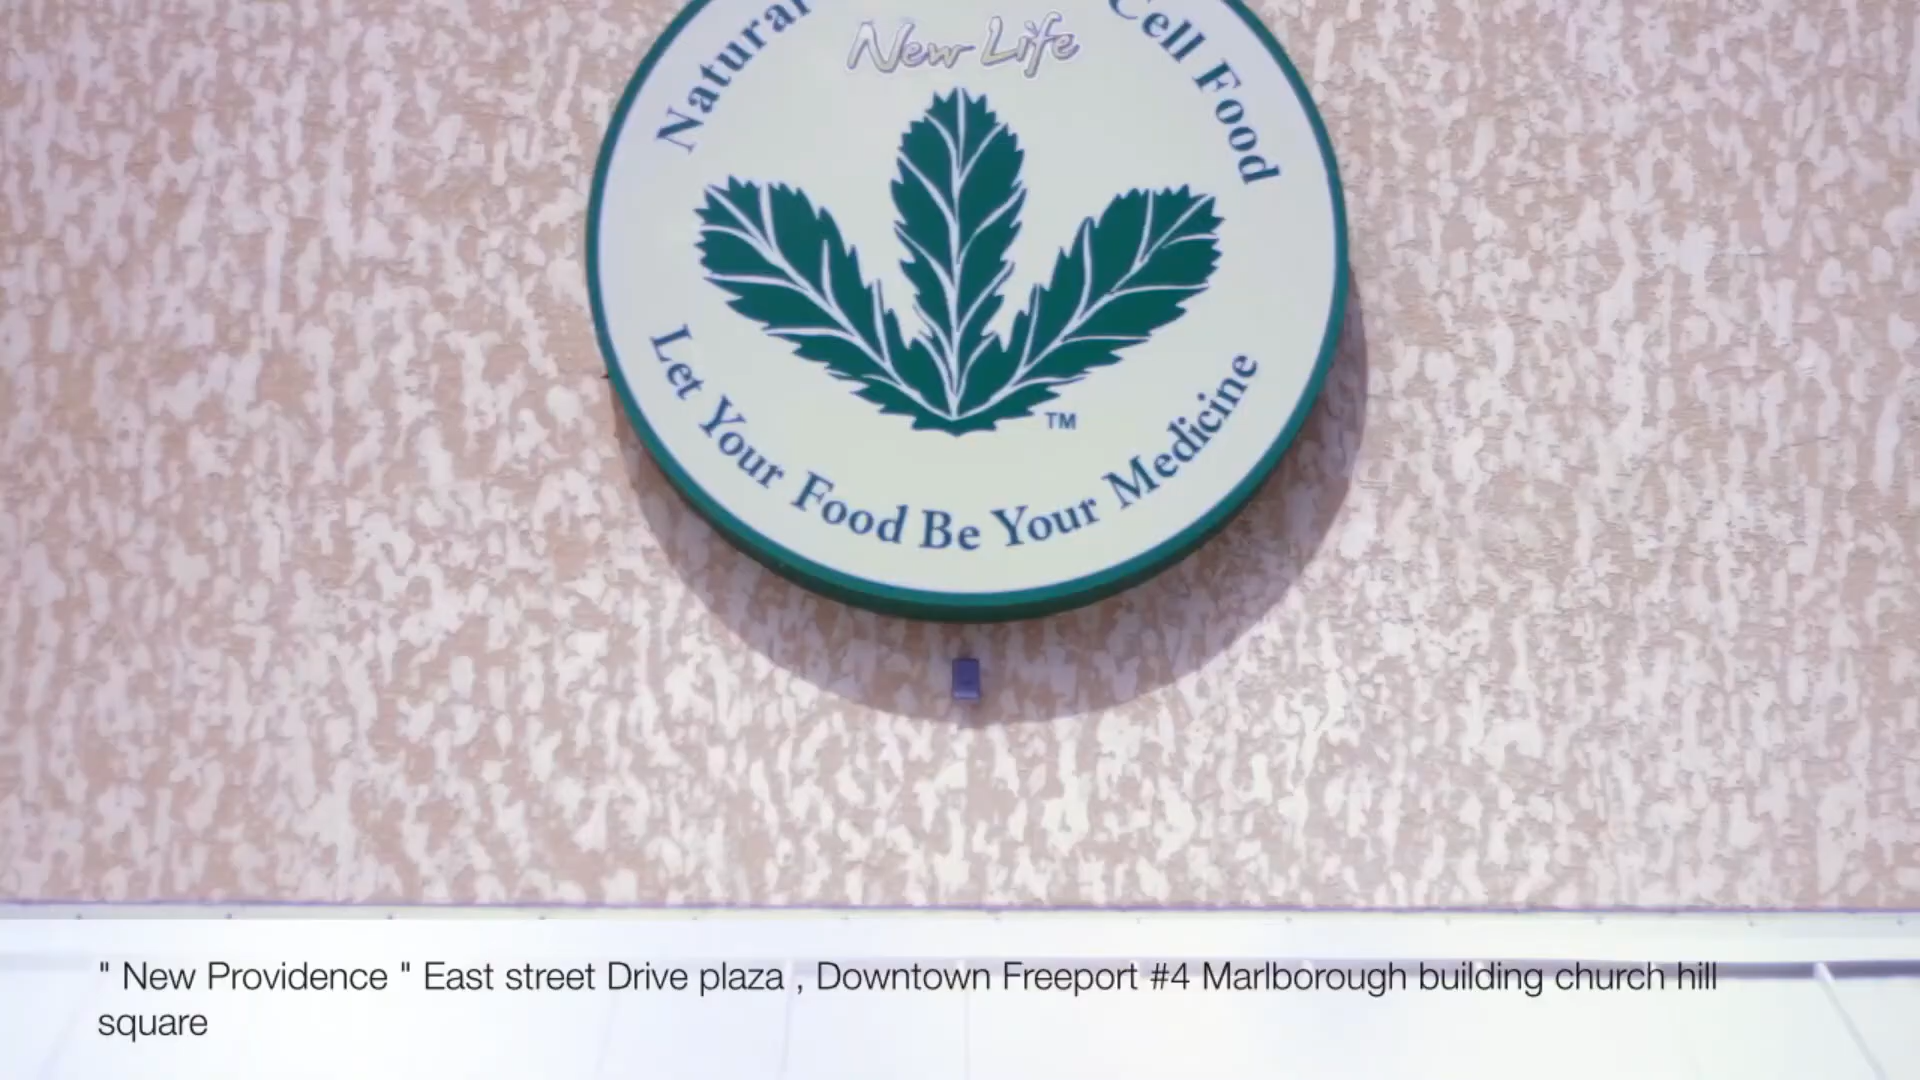 Natural Cell Food
New Life
TM
Let Your Food Be Your Medicine
" New Providence " East street Drive plaza , Downtown Freeport #4 Marlborough building church hill
square